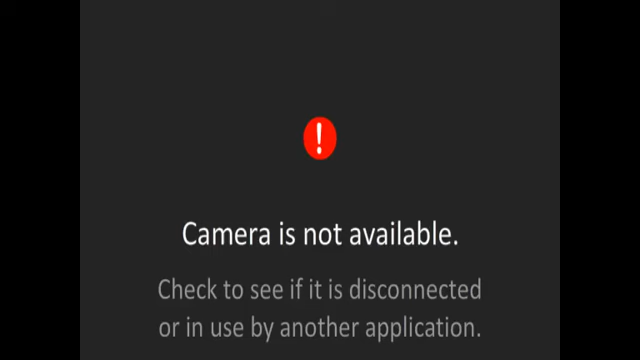 Camera is not available.
Check to see if it is disconnected
or in use by another application.